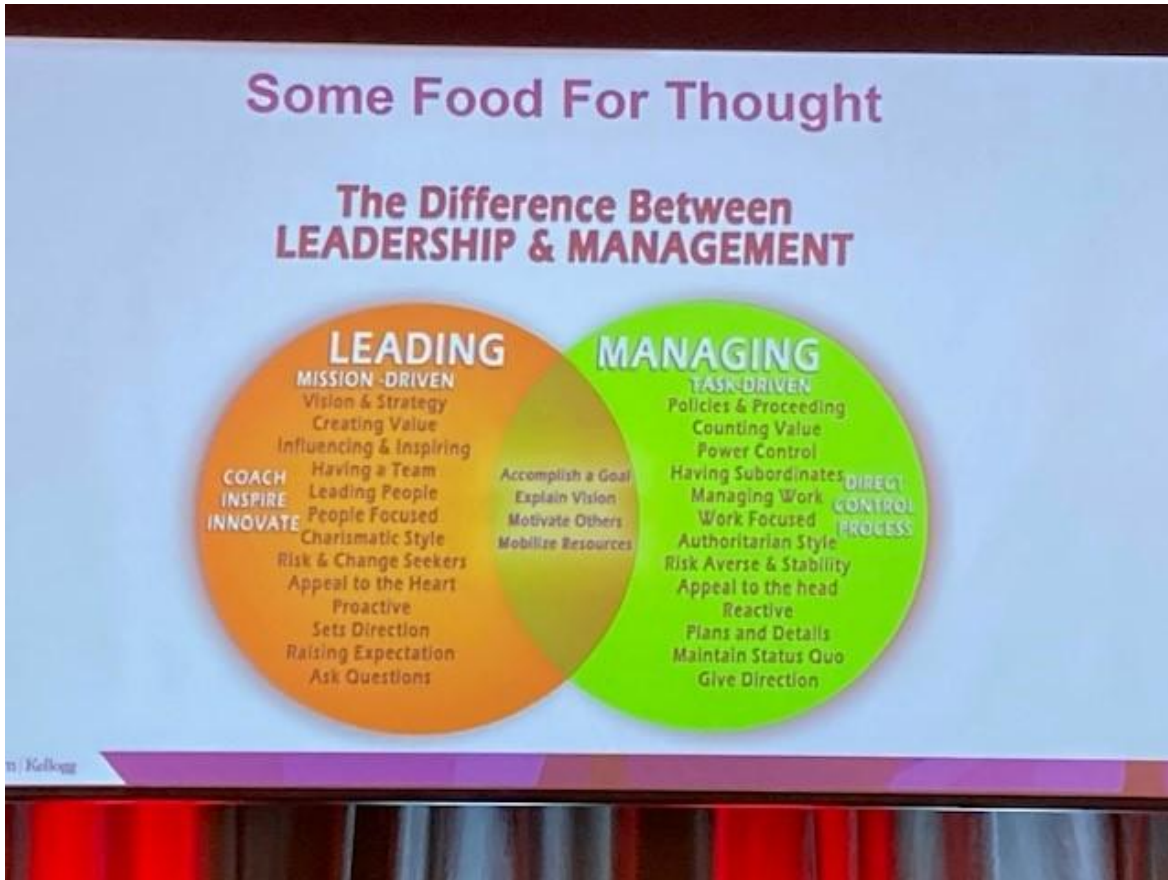 Some Food For Thought
The Difference Between
LEADERSHIP & MANAGEMENT
LEADING
MISSION -DRIVEN
Vision & Strategy
Creating Value
Influencing & Inspiring
Having a Team
Leading People
People Focused
Charismatic Style
Risk & Change Seekers
Appeal to the Heart
Proactive
Sets Direction
Raising Expectation
Ask Questions
COACH
INSPIRE
INNOVATE
Accomplish a Goal
Explain Vision
Motivate Others
Mobilize Resources
MANAGING
TASK-DRIVEN
Policies & Proceeding
Counting Value
Power Control
Having Subordinates
Managing Work
Work Focused
Authoritarian Style
Risk Averse & Stability
Appeal to the head
Reactive
Plans and Details
Maintain Status Quo
Give Direction
DIRECT
CONTROL
PROCESS
Kellogg